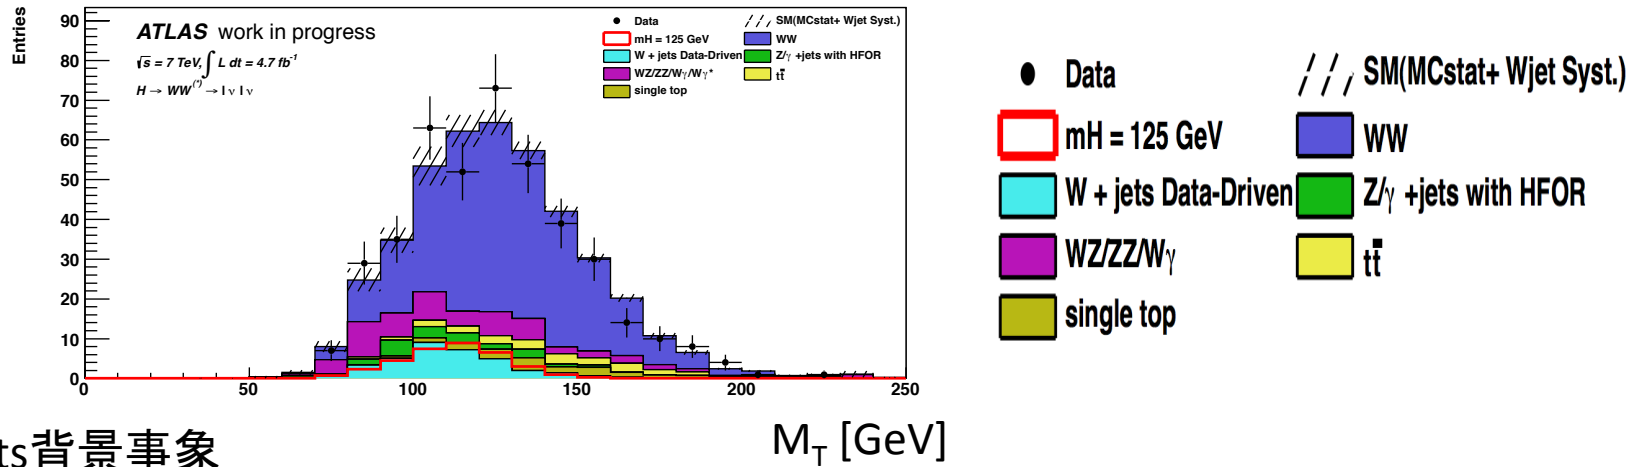 Entries
90
80
70
60
50
40
30
20
10
0
0 50 100 150 200 250
ATLAS work in progress
√s = 7 TeV, ∫ L dt = 4.7 fb⁻¹
H → WW⁽*⁾ → l ν l ν
Data
SM(MCstat+ Wjet Syst.)
mH = 125 GeV
WW
W + jets Data-Driven
Z/γ +jets with HFOR
WZ/ZZ/Wγ/Wγ*
tt̄
single top
M_T [GeV]
ts背景事象
Data
SM(MCstat+ Wjet Syst.)
mH = 125 GeV
WW
W + jets Data-Driven
Z/γ +jets with HFOR
WZ/ZZ/Wγ
tt̄
single top